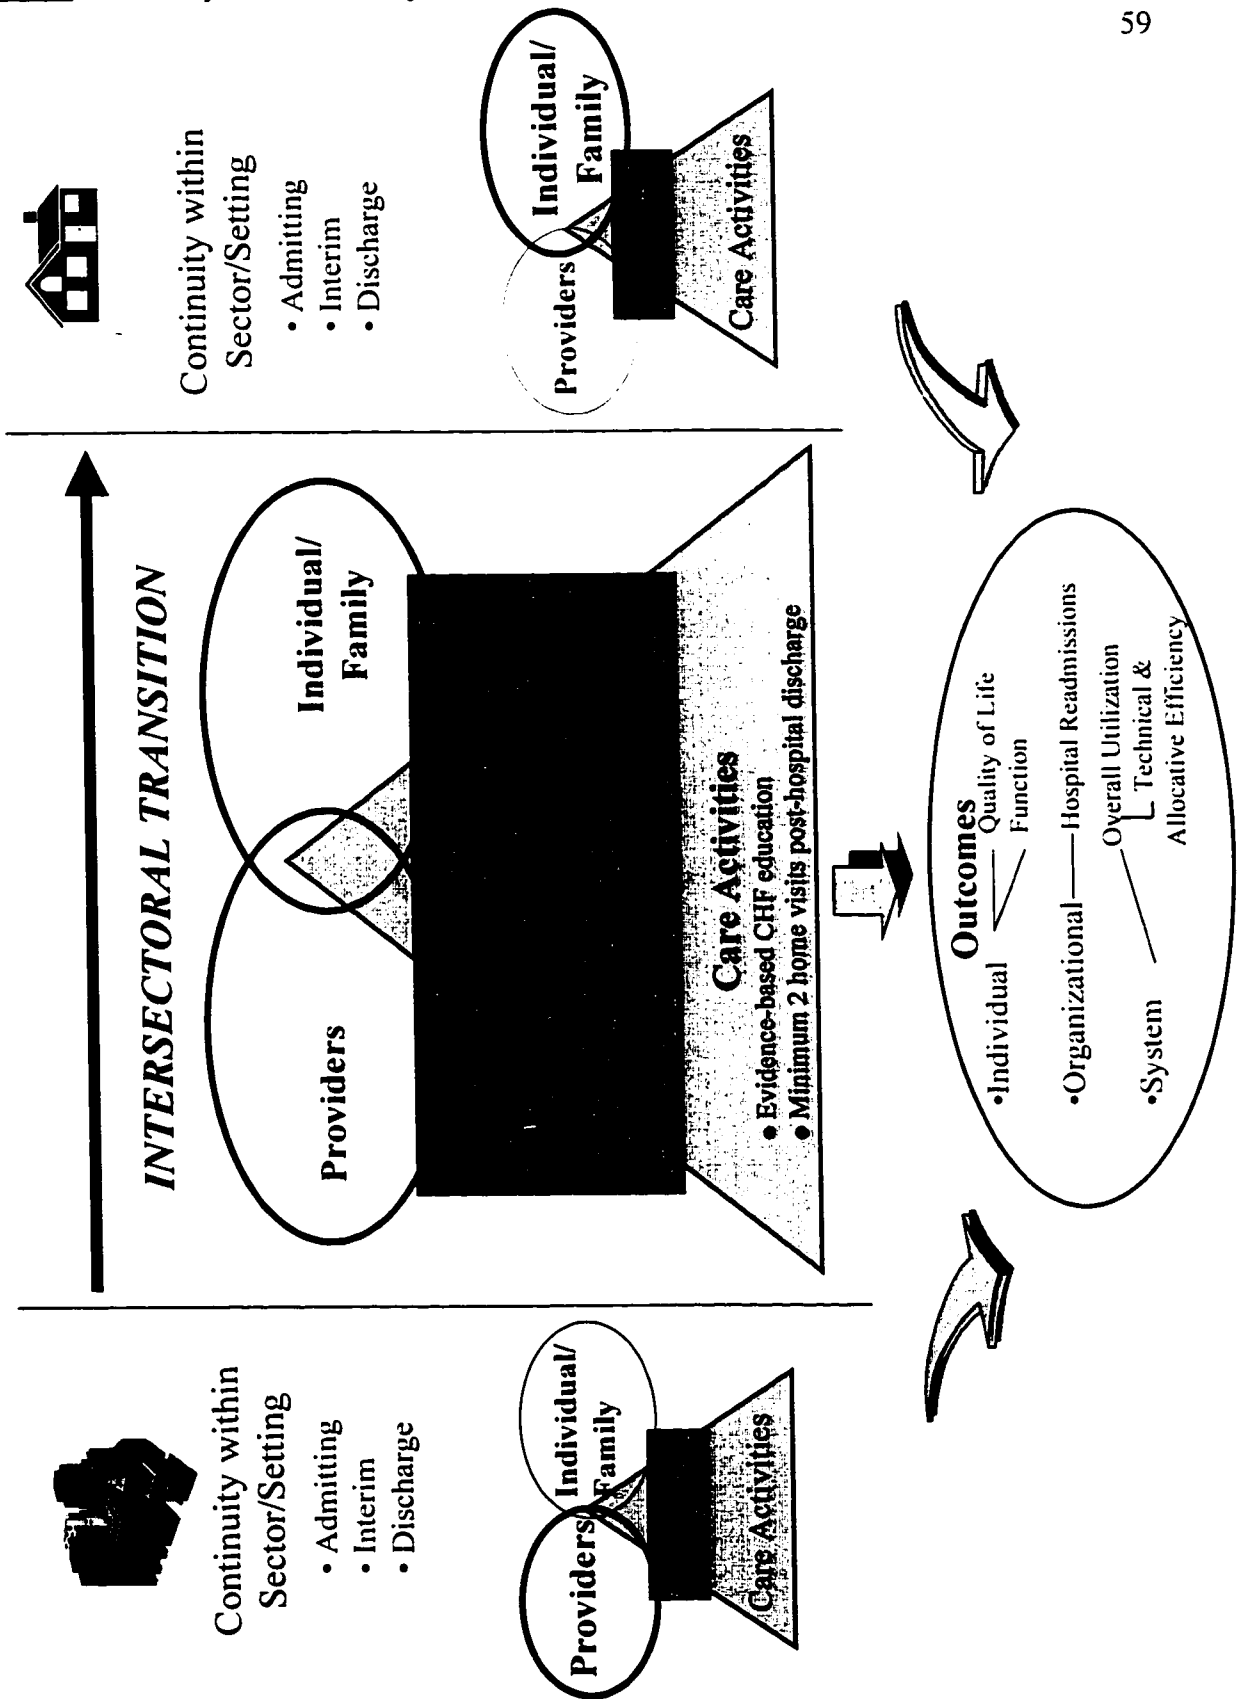 59
INTERSECTORAL TRANSITION
Continuity within
Sector/Setting
• Admitting
• Interim
• Discharge
Providers
Individual/
Family
Care Activities
Providers
Individual/
Family
Care Activities
● Evidence-based CHF education
● Minimum 2 home visits post-hospital discharge
Continuity within
Sector/Setting
• Admitting
• Interim
• Discharge
Providers
Individual/
Family
Care Activities
Outcomes
•Individual
Quality of Life
Function
•Organizational
Hospital Readmissions
•System
Overall Utilization
Technical &
Allocative Efficiency